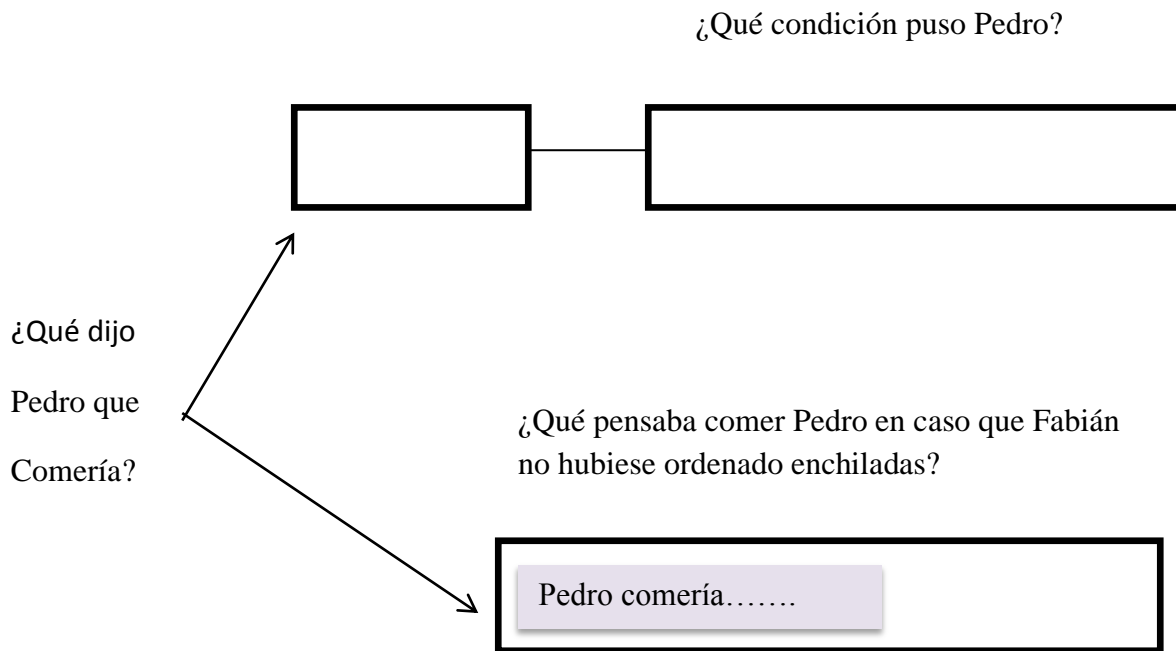 ¿Qué condición puso Pedro?
¿Qué dijo
Pedro que
Comería?
¿Qué pensaba comer Pedro en caso que Fabián
no hubiese ordenado enchiladas?
Pedro comería…….